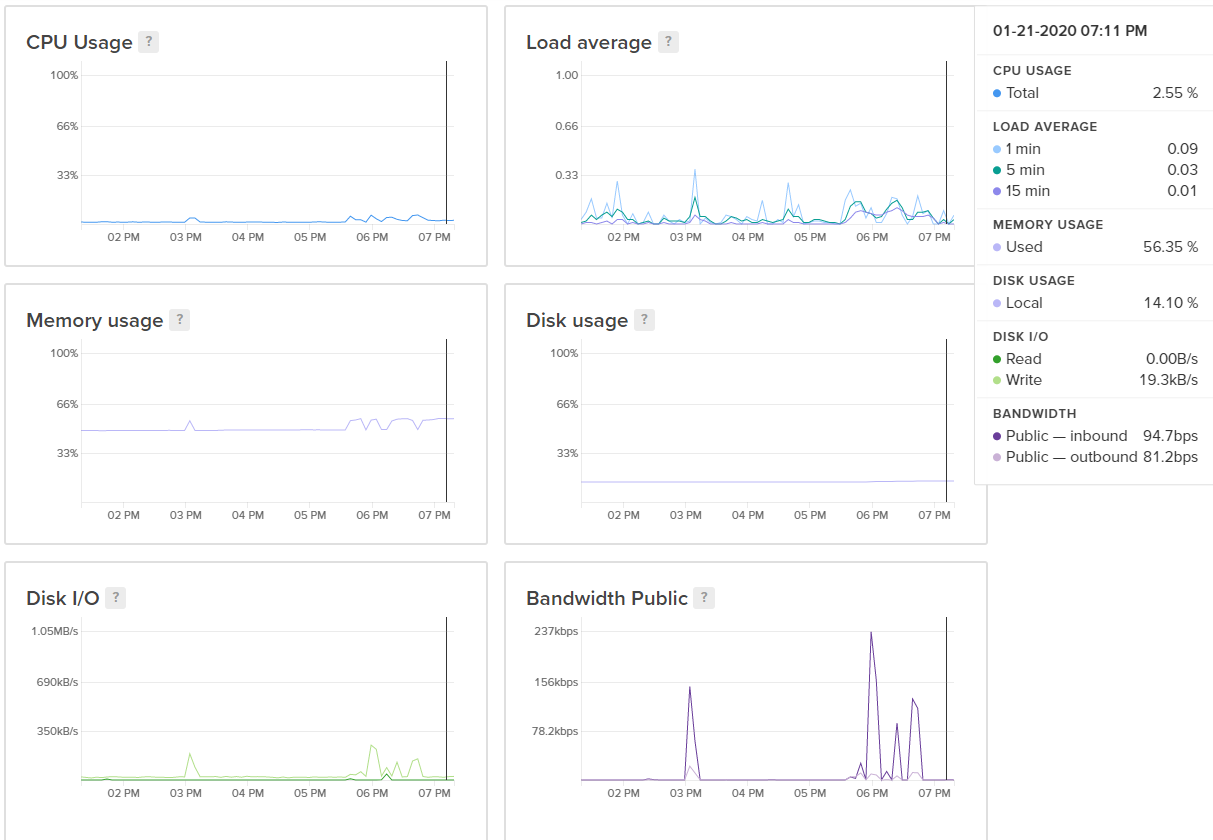 CPU Usage ?
100%
66%
33%
02 PM 03 PM 04 PM 05 PM 06 PM 07 PM
Load average ?
1.00
0.66
0.33
02 PM 03 PM 04 PM 05 PM 06 PM 07 PM
Memory usage ?
100%
66%
33%
02 PM 03 PM 04 PM 05 PM 06 PM 07 PM
Disk usage ?
100%
66%
33%
02 PM 03 PM 04 PM 05 PM 06 PM 07 PM
Disk I/O ?
1.05MB/s
690kB/s
350kB/s
02 PM 03 PM 04 PM 05 PM 06 PM 07 PM
Bandwidth Public ?
237kbps
156kbps
78.2kbps
02 PM 03 PM 04 PM 05 PM 06 PM 07 PM
01-21-2020 07:11 PM
CPU USAGE
Total 2.55 %
LOAD AVERAGE
1 min 0.09
5 min 0.03
15 min 0.01
MEMORY USAGE
Used 56.35 %
DISK USAGE
Local 14.10 %
DISK I/O
Read 0.00B/s
Write 19.3kB/s
BANDWIDTH
Public — inbound 94.7bps
Public — outbound 81.2bps